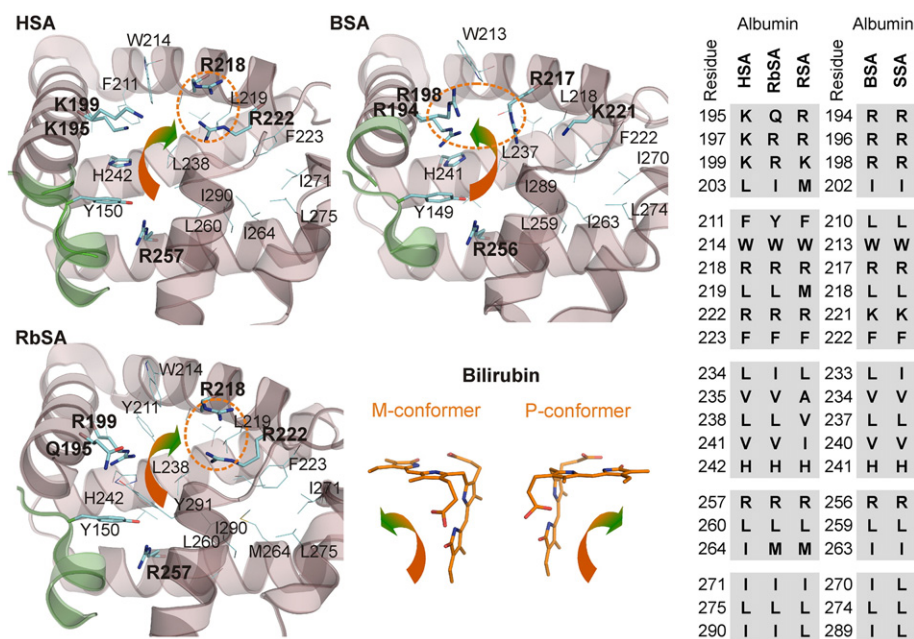 HSA
W214
R218
F211
K199
L219
K195
R222
F223
L238
H242
I290
I271
Y150
L260
I264
L275
R257
BSA
W213
R198
R217
R194
L218
K221
F222
H241
L237
I270
I289
Y149
L259
I263
L274
R256
RbSA
W214
R218
Y211
R199
L219
Q195
R222
L238
F223
H242
Y291
I271
I290
Y150
L260
M264
L275
R257
Bilirubin
M-conformer P-conformer
Albumin Albumin
Residue HSA RbSA RSA Residue BSA SSA
195 K Q R 194 R R
197 K R R 196 R R
199 K R K 198 R R
203 L I M 202 I I
211 F Y F 210 L L
214 W W W 213 W W
218 R R R 217 R R
219 L L M 218 L L
222 R R R 221 K K
223 F F F 222 F F
234 L I L 233 L I
235 V V A 234 V V
238 L L V 237 L L
241 V V I 240 V V
242 H H H 241 H H
257 R R R 256 R R
260 L L L 259 L L
264 I M M 263 I I
271 I I I 270 I I
275 L L L 274 L L
290 I I L 289 I L